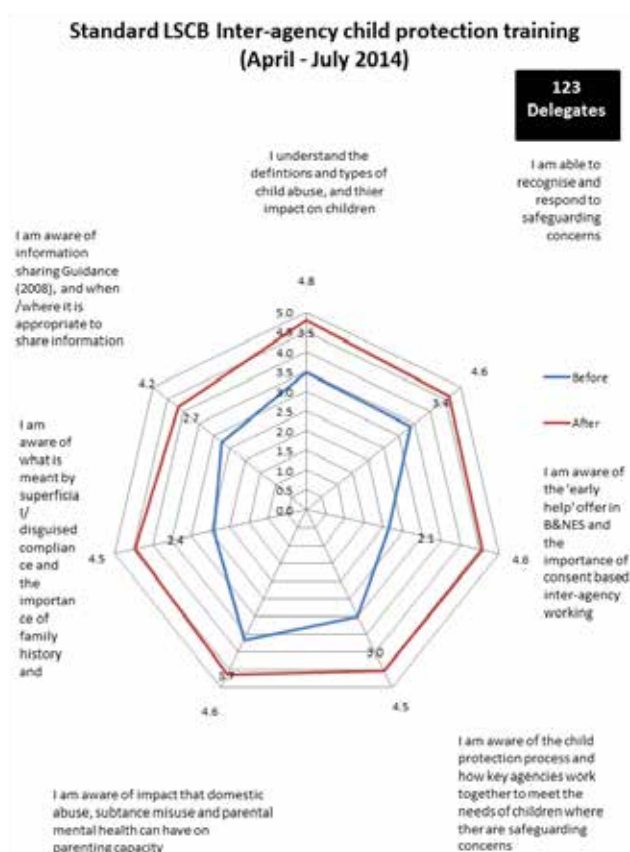 Standard LSCB Inter-agency child protection training
(April - July 2014)
123
Delegates
I understand the
defintions and types of
child abuse, and thier
impact on children
I am able to
recognise and
respond to
safeguarding
concerns
I am aware of
information
sharing Guidance
(2008), and when
/where it is
appropriate to
share information
4.8
5.0
4.5
3.5
4.0
3.5
3.0
2.5
2.0
1.5
1.0
0.5
0.0
4.6
3.4
4.2
2.7
Before
After
I am
aware of
what is
meant by
superficia
l/
disguised
complian
ce and
the
importan
ce of
family
history
and
2.4
4.5
2.1
4.6
I am aware of
the 'early
help' offer in
B&NES and
the
importance of
consent based
inter-agency
working
3.0
4.5
3.7
4.6
I am aware of the child
protection process and
how key agencies work
together to meet the
needs of children where
ther are safeguarding
concerns
I am aware of impact that domestic
abuse, subtance misuse and parental
mental health can have on
parenting capacity